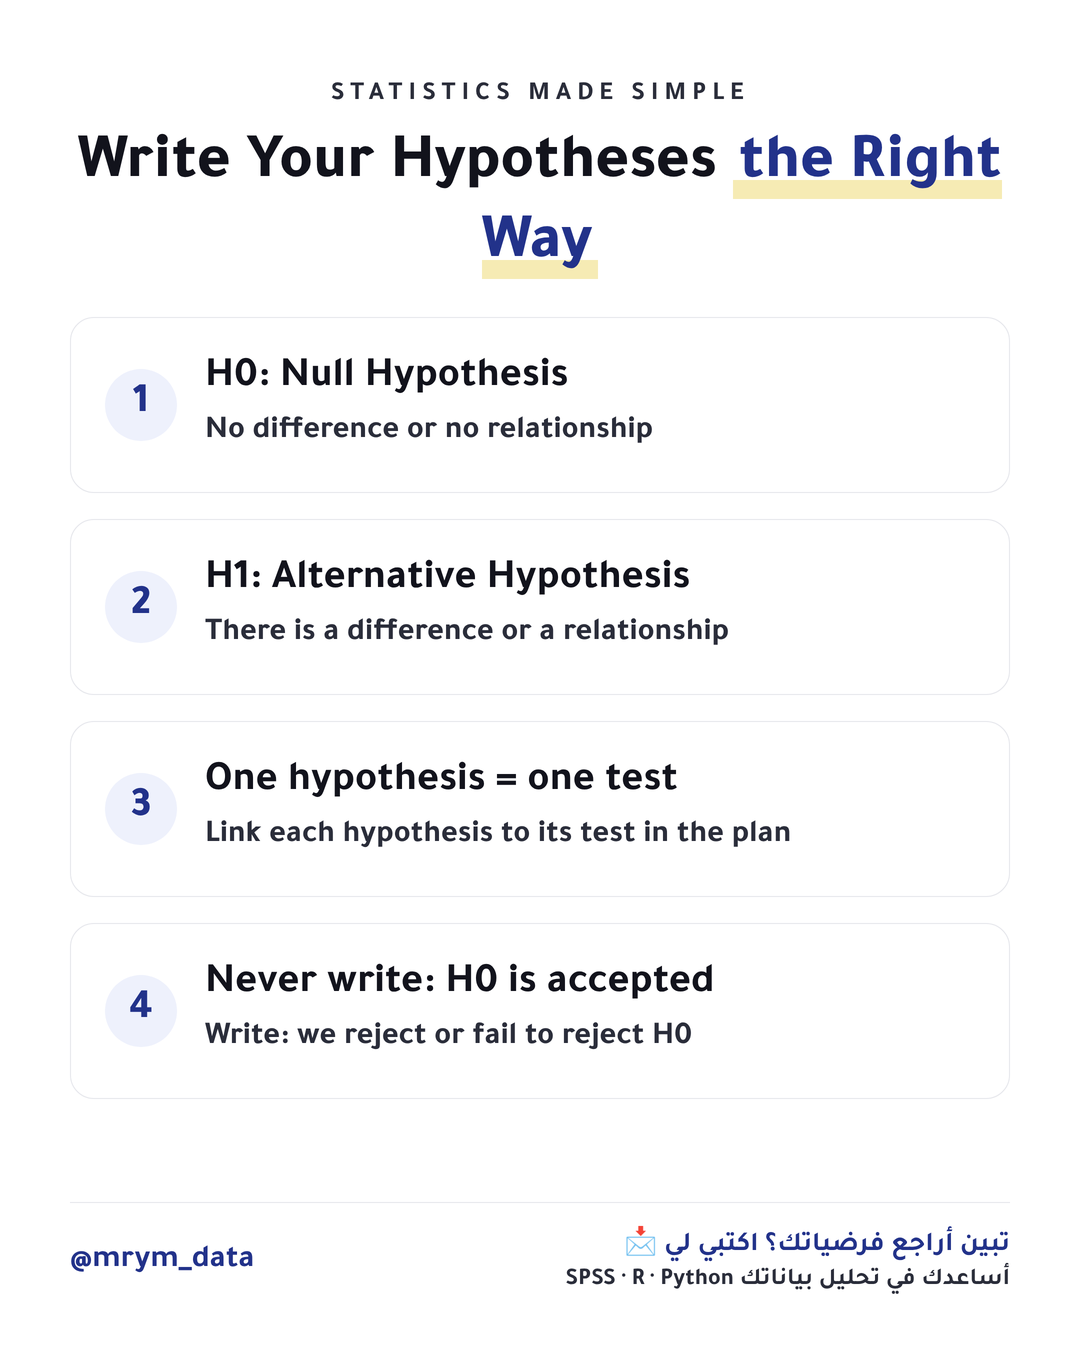 STATISTICS MADE SIMPLE
Write Your Hypotheses the Right
Way
1
H0: Null Hypothesis
No difference or no relationship
2
H1: Alternative Hypothesis
There is a difference or a relationship
3
One hypothesis = one test
Link each hypothesis to its test in the plan
4
Never write: H0 is accepted
Write: we reject or fail to reject H0
@mrym_data
تبين أراجع فرضياتك؟ اكتبي لي 📩
أساعدك في تحليل بياناتك SPSS · R · Python